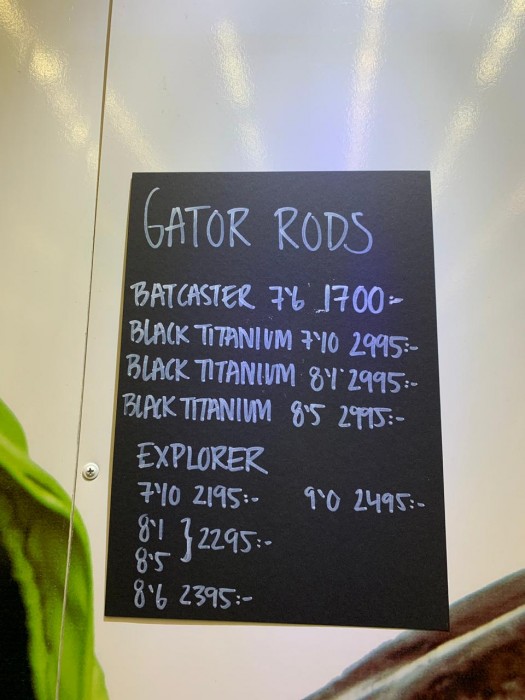 GATOR RODS
BATCASTER 7'6 1700:-
BLACK TITANIUM 7'10 2995:-
BLACK TITANIUM 8'1 2995:-
BLACK TITANIUM 8'5 2995:-
EXPLORER
7'10 2195:- 9'0 2495:-
8'1 } 2295:-
8'5
8'6 2395:-